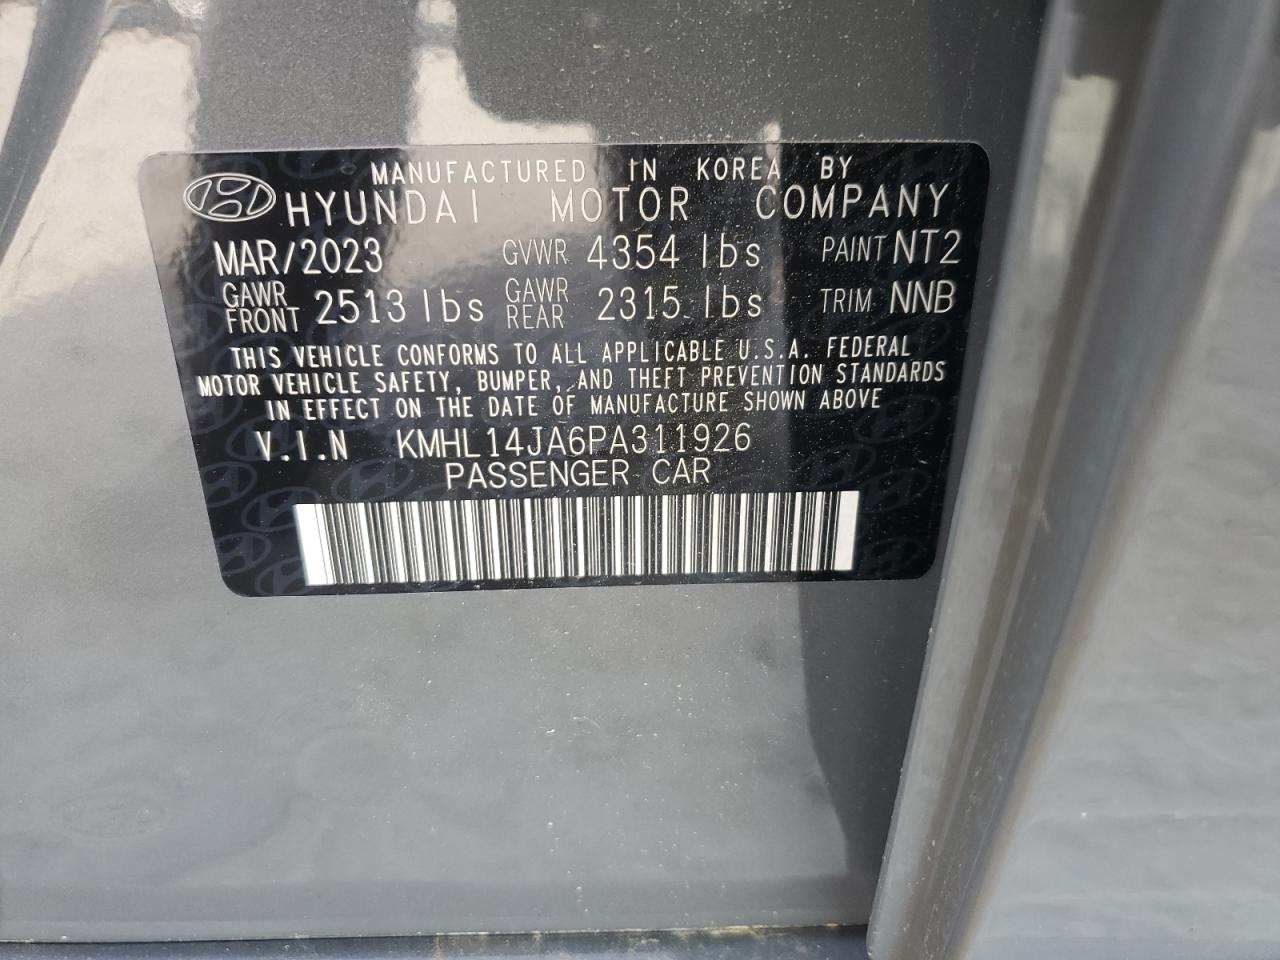 MANUFACTURED IN KOREA BY
HYUNDAI MOTOR COMPANY
MAR/2023 GVWR 4354 lbs PAINT NT2
GAWR FRONT 2513 lbs GAWR REAR 2315 lbs TRIM NNB
THIS VEHICLE CONFORMS TO ALL APPLICABLE U.S.A. FEDERAL
MOTOR VEHICLE SAFETY, BUMPER, AND THEFT PREVENTION STANDARDS
IN EFFECT ON THE DATE OF MANUFACTURE SHOWN ABOVE
V.I.N KMHL14JA6PA311926
PASSENGER CAR